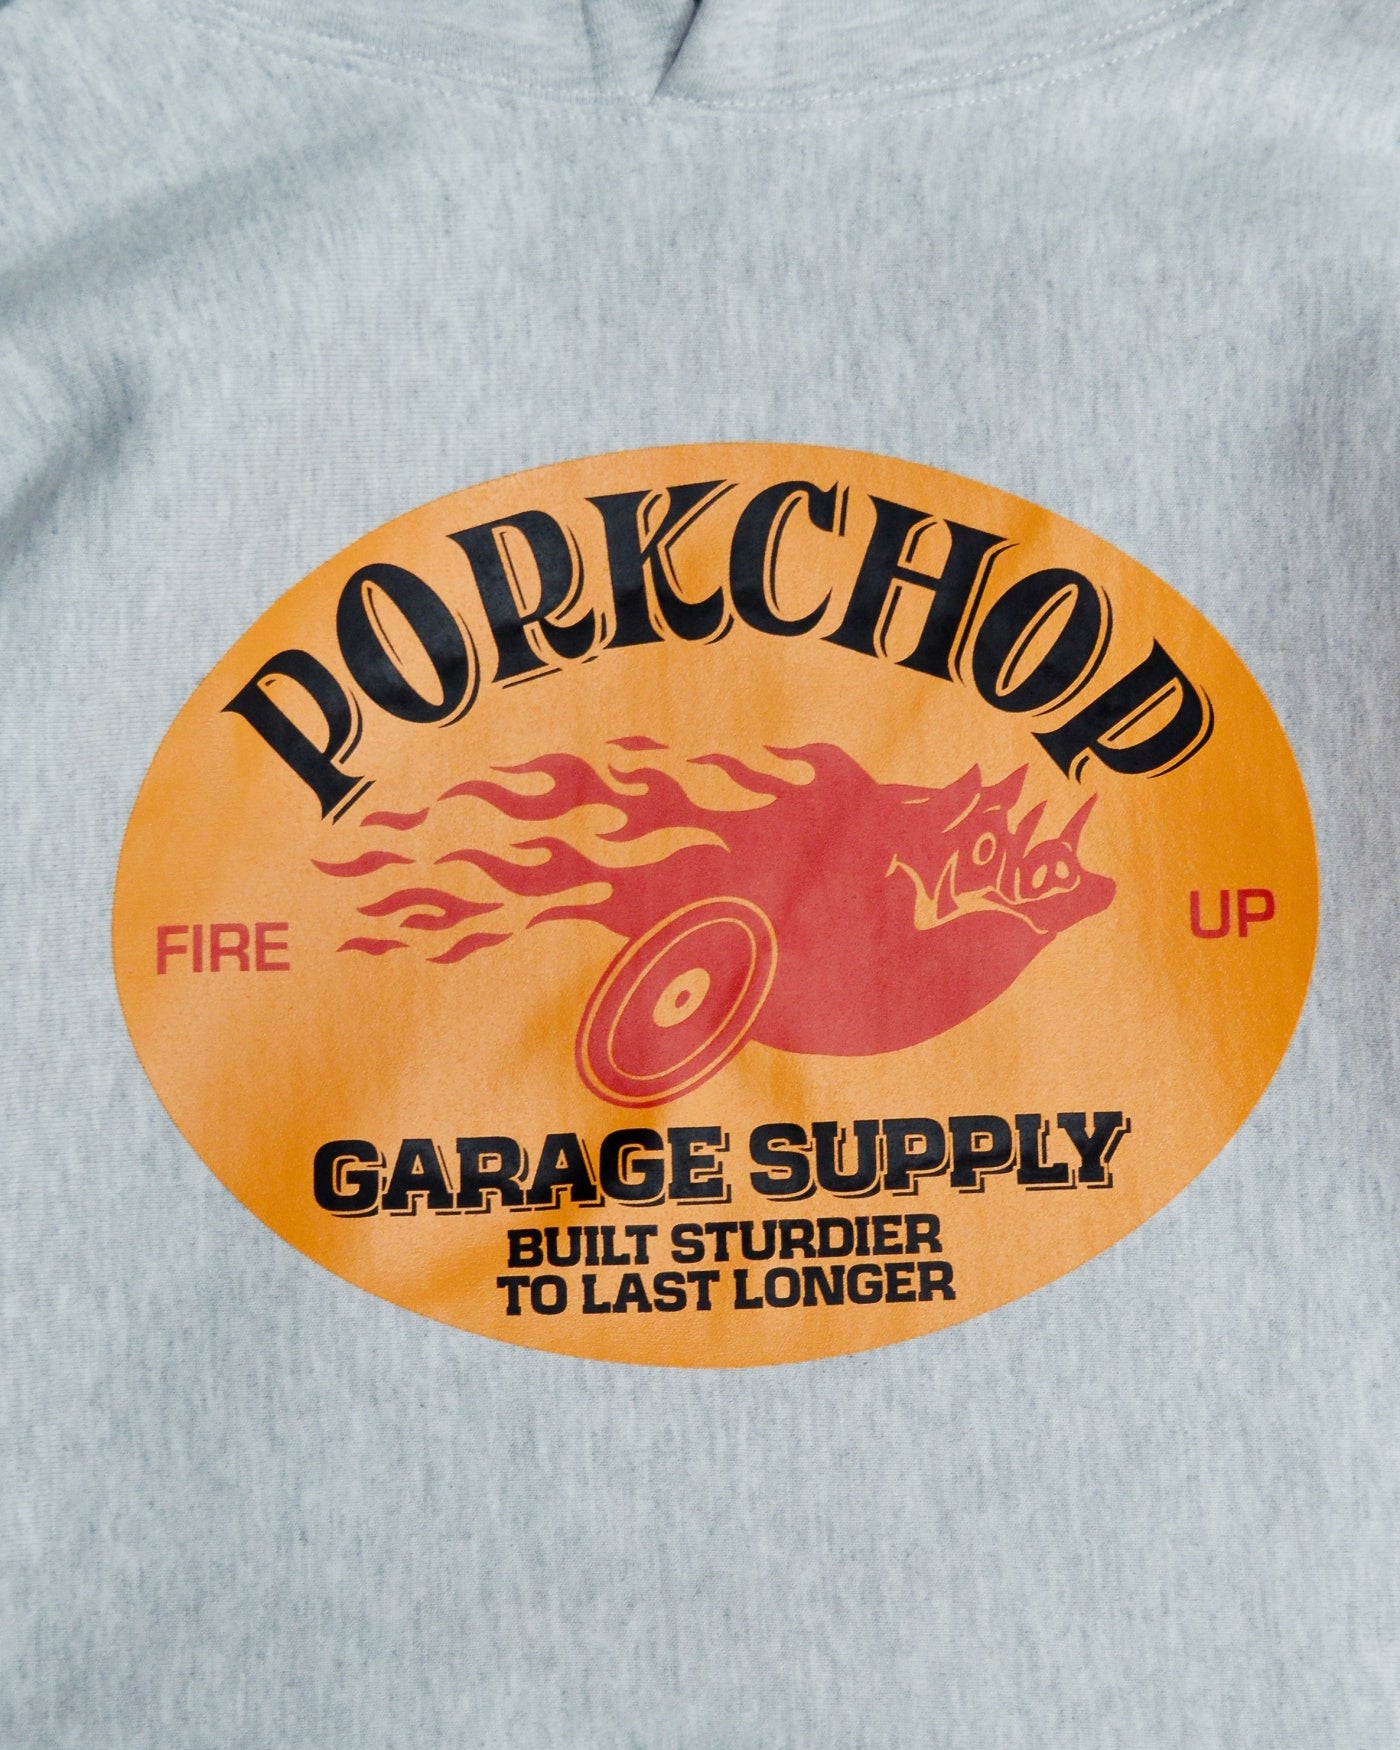 PORKCHOP
FIRE UP
GARAGE SUPPLY
BUILT STURDIER
TO LAST LONGER